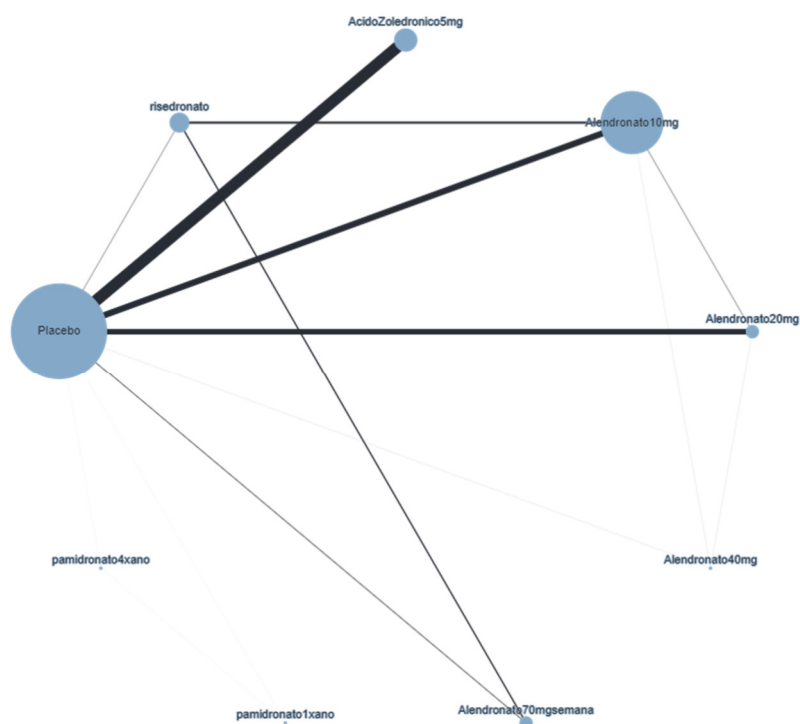 AcidoZoledronico5mg
risedronato
Alendronato10mg
Alendronato20mg
Placebo
pamidronato4xano
Alendronato40mg
pamidronato1xano
Alendronato70mgsemana